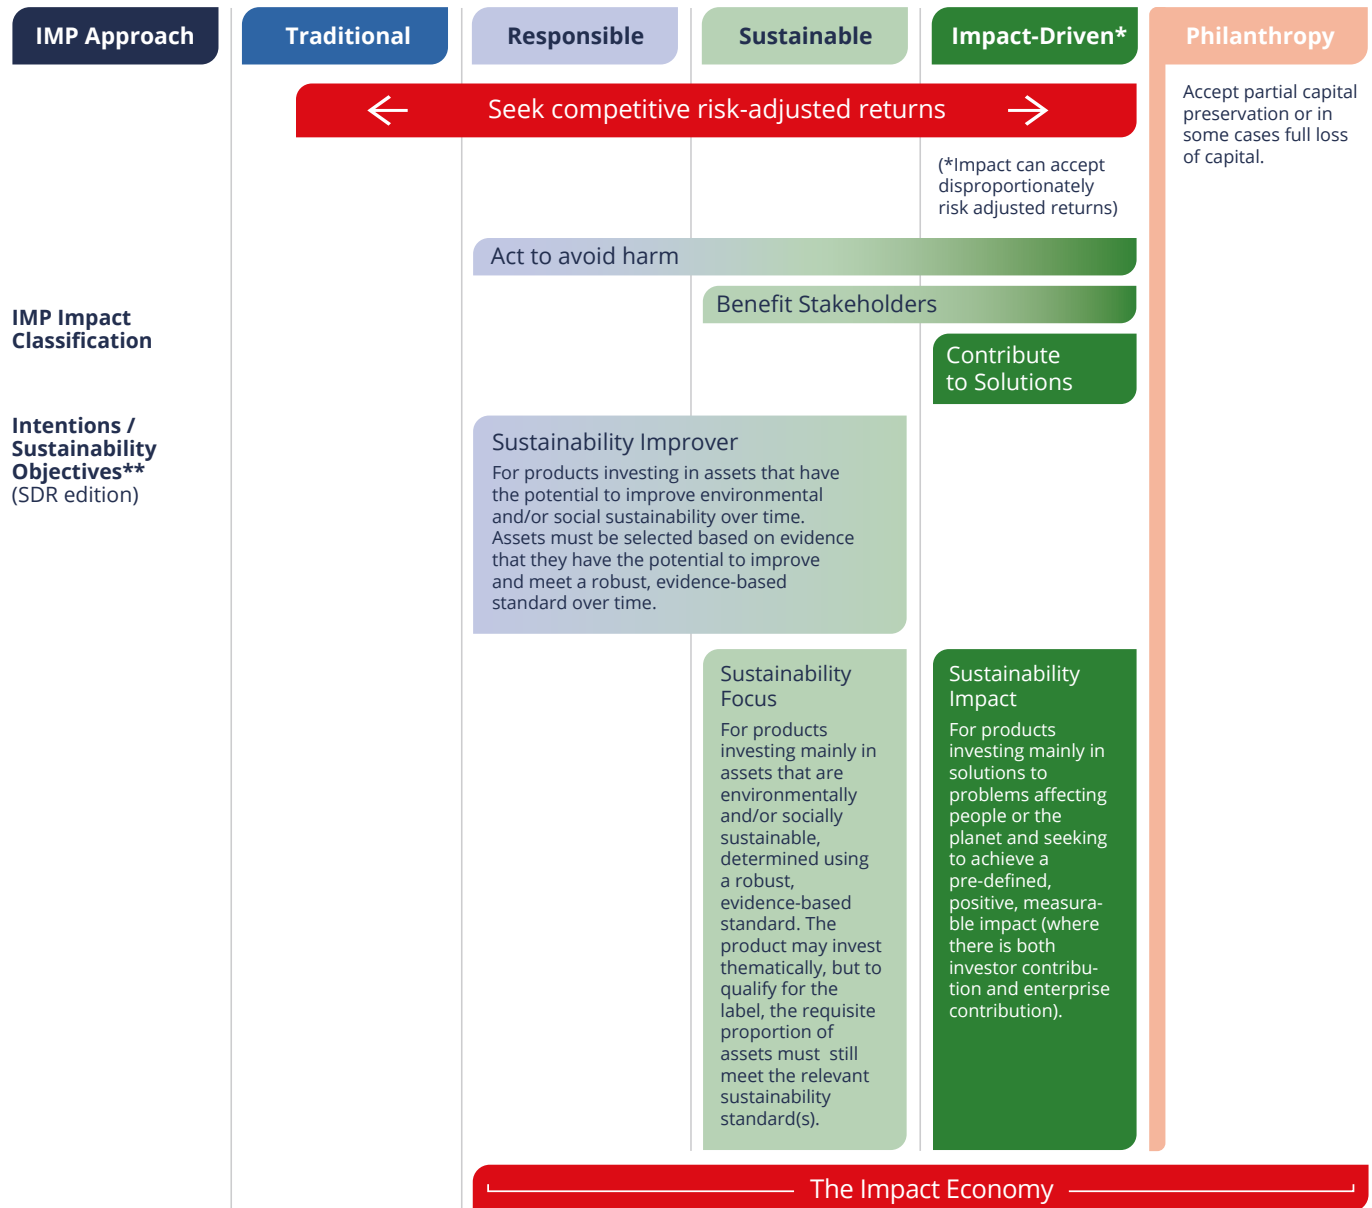 IMP Approach
Traditional
Responsible
Sustainable
Impact-Driven*
Philanthropy
Seek competitive risk-adjusted returns
Accept partial capital
preservation or in
some cases full loss
of capital.
(*Impact can accept
disproportionately
risk adjusted returns)
IMP Impact
Classification
Act to avoid harm
Benefit Stakeholders
Contribute
to Solutions
Intentions /
Sustainability
Objectives**
(SDR edition)
Sustainability Improver
For products investing in assets that have
the potential to improve environmental
and/or social sustainability over time.
Assets must be selected based on evidence
that they have the potential to improve
and meet a robust, evidence-based
standard over time.
Sustainability
Focus
For products
investing mainly in
assets that are
environmentally
and/or socially
sustainable,
determined using
a robust,
evidence-based
standard. The
product may invest
thematically, but to
qualify for the
label, the requisite
proportion of
assets must  still
meet the relevant
sustainability
standard(s).
Sustainability
Impact
For products
investing mainly in
solutions to
problems affecting
people or the
planet and seeking
to achieve a
pre-defined,
positive, measura-
ble impact (where
there is both
investor contribu-
tion and enterprise
contribution).
The Impact Economy